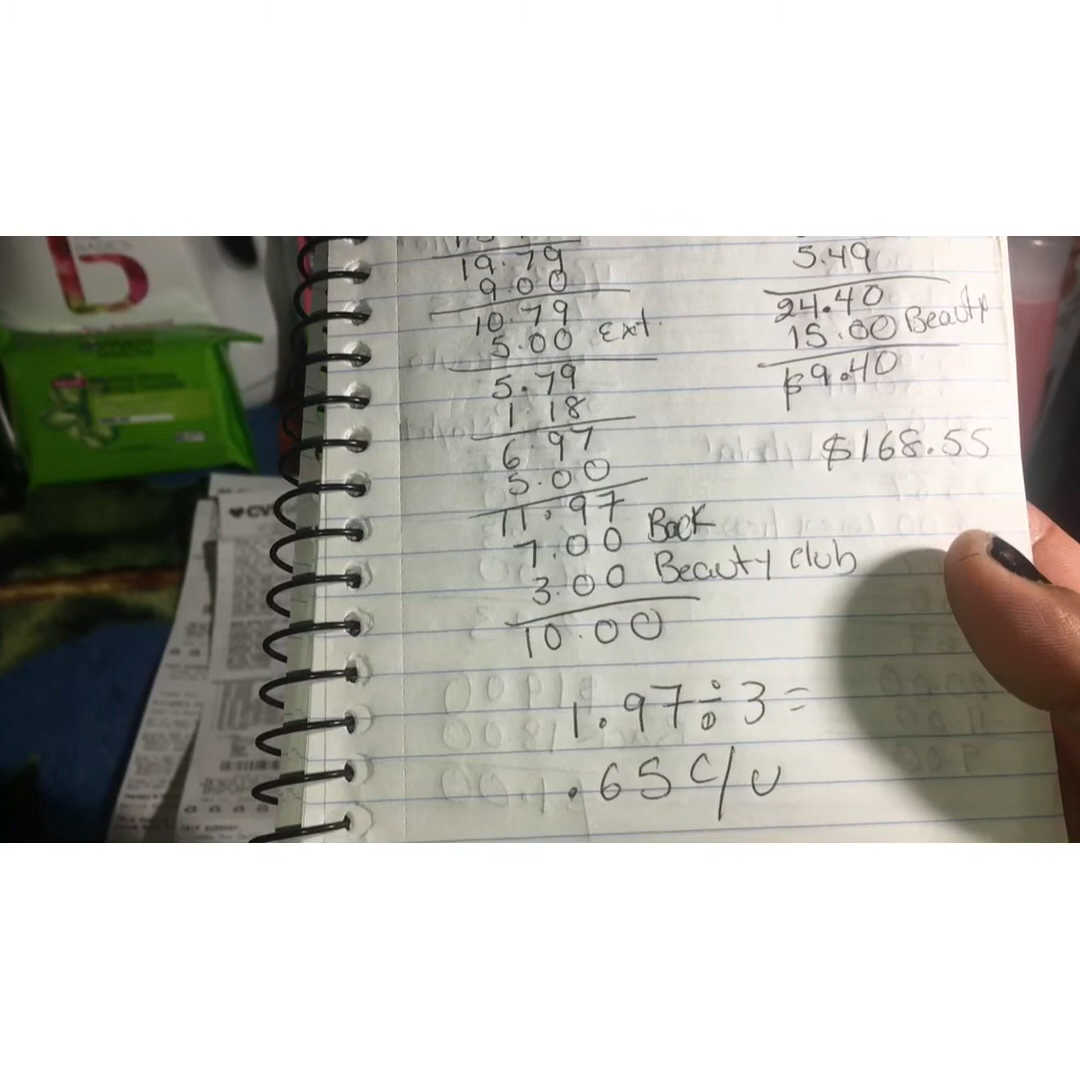 19.79
9.00
10.79
5.00 Ext.
5.79
1.18
6.97
5.00
11.97
7.00 Back
3.00 Beauty club
10.00
1.97÷3=
.65 c/u
5.49
24.40
15.00 Beauty
9.40
$168.55
CV